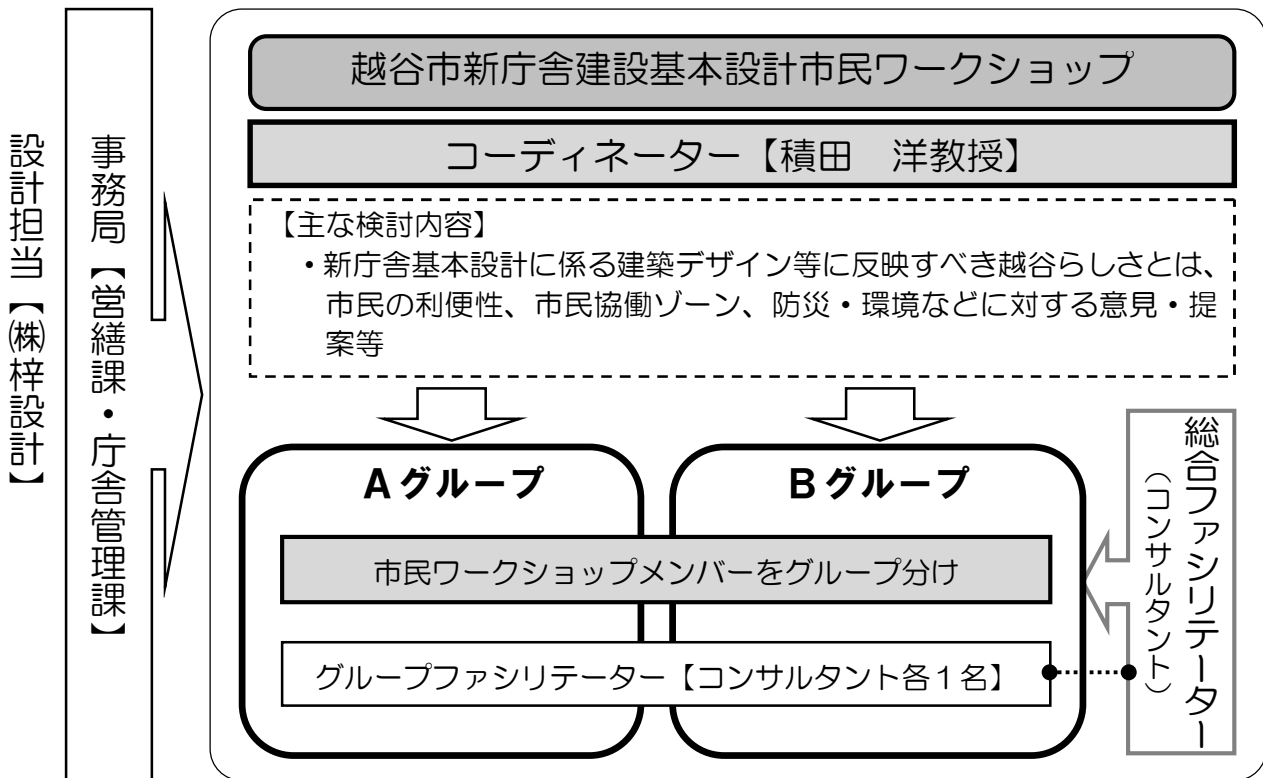 越谷市新庁舎建設基本設計市民ワークショップ
コーディネーター【積田　洋教授】
【主な検討内容】
・新庁舎基本設計に係る建築デザイン等に反映すべき越谷らしさとは、
市民の利便性、市民協働ゾーン、防災・環境などに対する意見・提
案等
設計担当【㈱梓設計】
事務局【営繕課・庁舎管理課】
Aグループ
Bグループ
市民ワークショップメンバーをグループ分け
グループファシリテーター【コンサルタント各１名】
総合ファシリテーター
（コンサルタント）